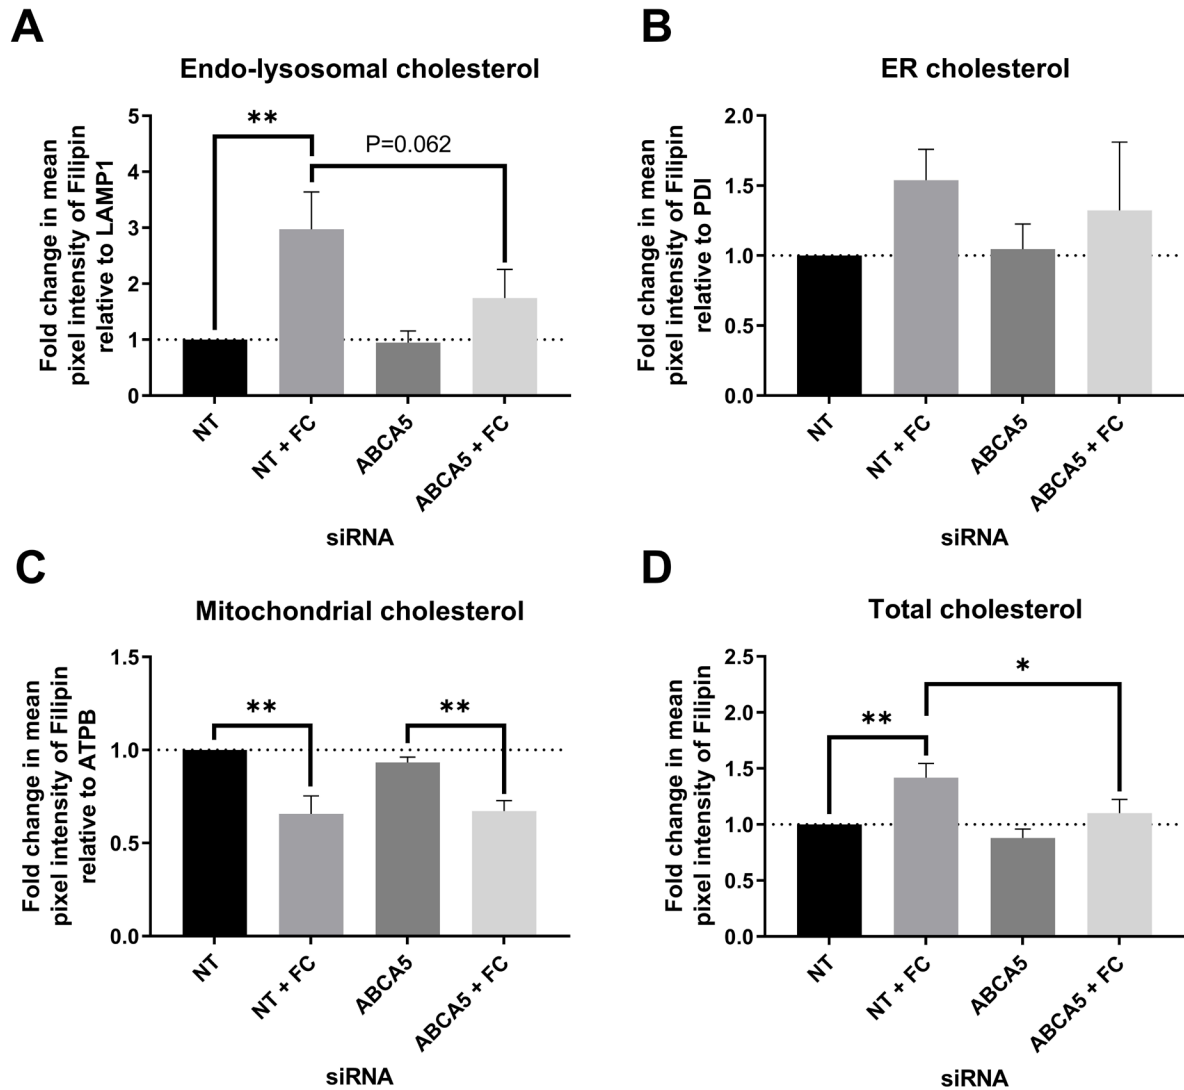 A
Endo-lysosomal cholesterol
Fold change in mean
pixel intensity of Filipin
relative to LAMP1
5
4
3
2
1
0
**
P=0.062
NT
NT + FC
ABCA5
ABCA5 + FC
siRNA
B
ER cholesterol
Fold change in mean
pixel intensity of Filipin
relative to PDI
2.0
1.5
1.0
0.5
0.0
NT
NT + FC
ABCA5
ABCA5 + FC
siRNA
C
Mitochondrial cholesterol
Fold change in mean
pixel intensity of Filipin
relative to ATPB
1.5
1.0
0.5
0.0
**
**
NT
NT + FC
ABCA5
ABCA5 + FC
siRNA
D
Total cholesterol
Fold change in mean
pixel intensity of Filipin
2.5
2.0
1.5
1.0
0.5
0.0
**
*
NT
NT + FC
ABCA5
ABCA5 + FC
siRNA